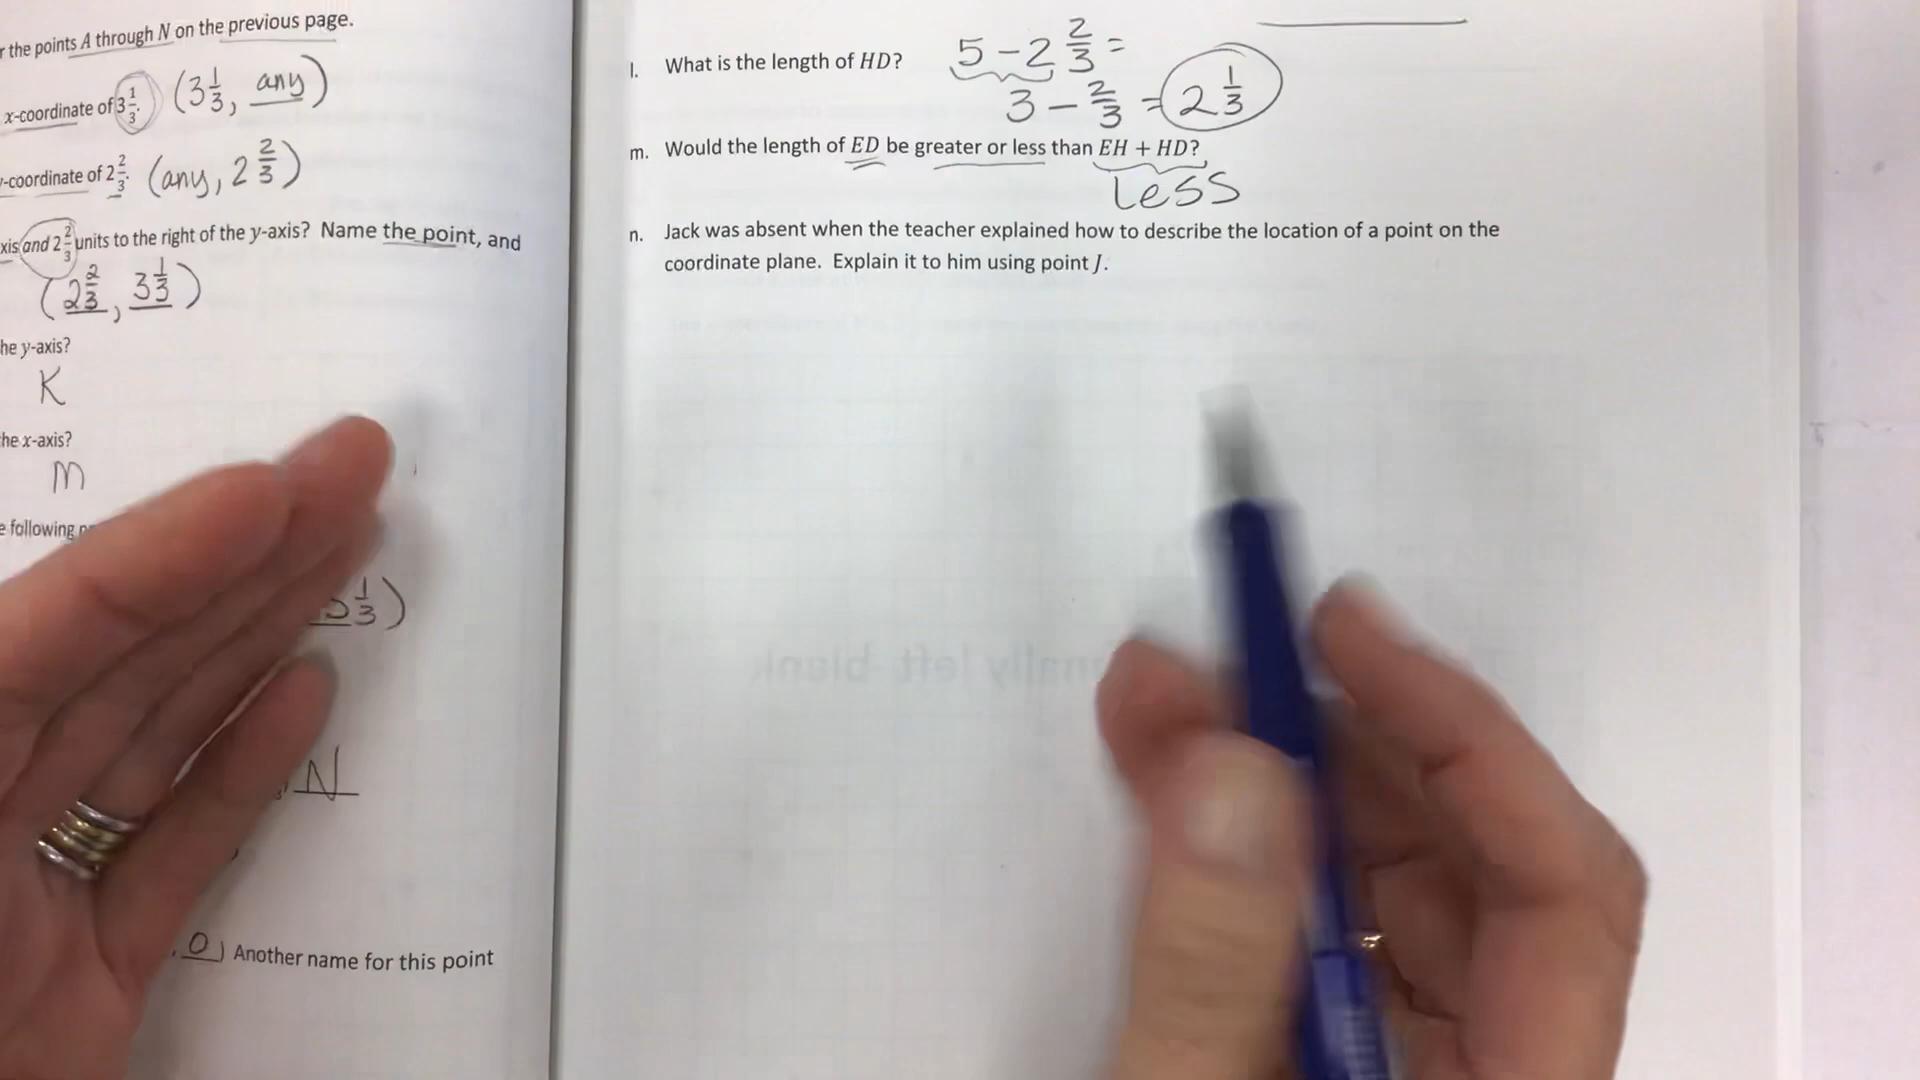 r the points A through N on the previous page.
x-coordinate of 3 1/3. (3 1/3, any)
-coordinate of 2 2/3. (any, 2 2/3)
xis and 2 2/3 units to the right of the y-axis? Name the point, and
(2 2/3, 3 1/3)
he y-axis?
K
he x-axis?
M
e following
1/3)
N
, 0) Another name for this point
l. What is the length of HD? 5 - 2 2/3 =
3 - 2/3 = 2 1/3
m. Would the length of ED be greater or less than EH + HD?
less
n. Jack was absent when the teacher explained how to describe the location of a point on the
coordinate plane. Explain it to him using point J.